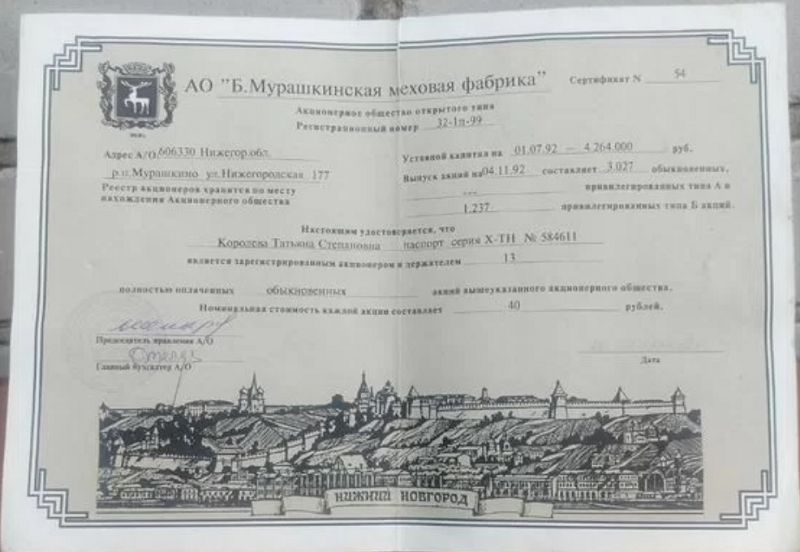 АО "Б.Мурашкинская меховая фабрика"
Сертификат N 54
Акционерное общество открытого типа
Регистрационный номер 32-1п-99
Адрес А/О 606330 Нижегор.обл.
р.п.Мурашкино ул.Нижегородская 177
Реестр акционеров хранится по месту
нахождения Акционерного общества
Уставной капитал на 01.07.92 — 4.264.000 руб.
Выпуск акций на 04.11.92 составляет 3.027 обыкновенных,
--- привилегированных типа А и
1.237 привилегированных типа Б акций.
Настоящим удостоверяется, что
Королева Татьяна Степановна паспорт серия X-ТН № 584611
является зарегистрированным акционером и держателем 13
полностью оплаченных обыкновенных акций вышеуказанного акционерного общества.
Номинальная стоимость каждой акции составляет 40 рублей.
Председатель правления А/О
Главный бухгалтер А/О
Дата
НИЖНИЙ НОВГОРОД